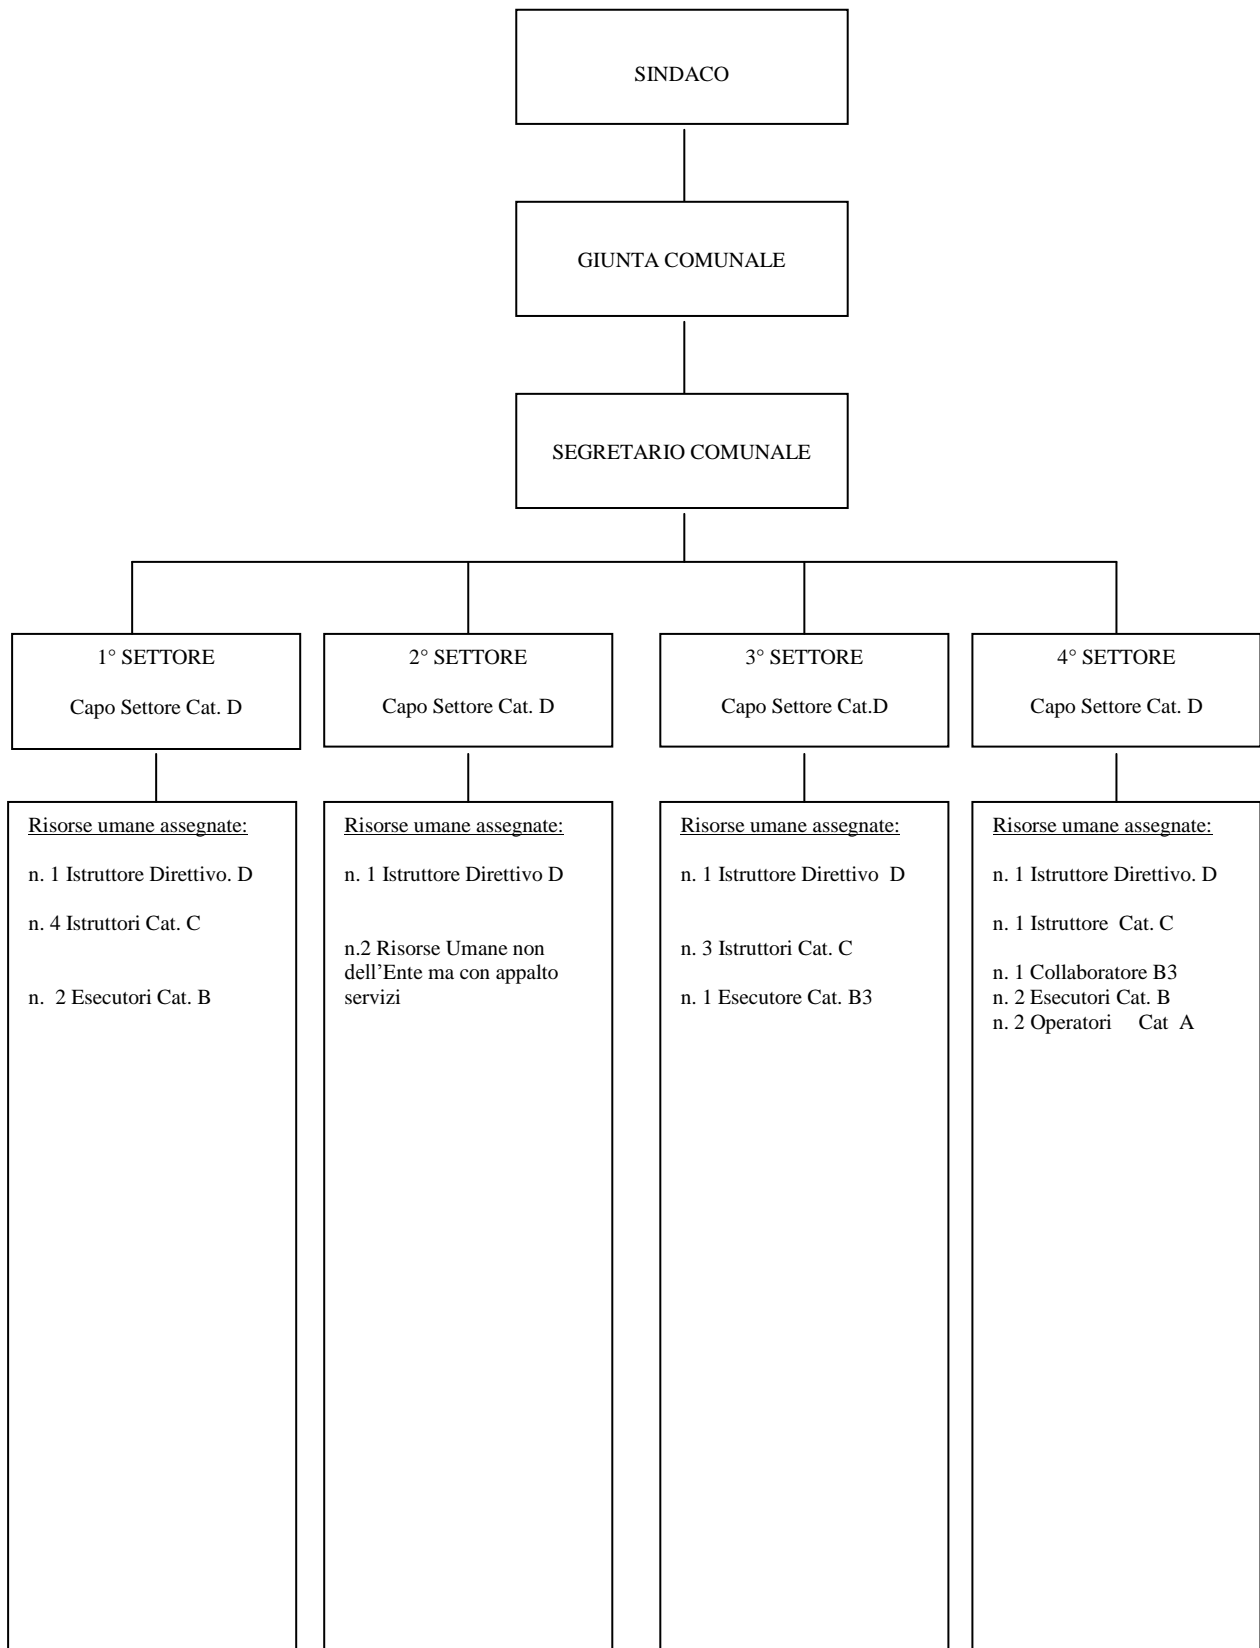 SINDACO
GIUNTA COMUNALE
SEGRETARIO COMUNALE
1° SETTORE
Capo Settore Cat. D
2° SETTORE
Capo Settore Cat. D
3° SETTORE
Capo Settore Cat.D
4° SETTORE
Capo Settore Cat. D
Risorse umane assegnate:
n. 1 Istruttore Direttivo. D
n. 4 Istruttori Cat. C
n.  2 Esecutori Cat. B
Risorse umane assegnate:
n. 1 Istruttore Direttivo D
n.2 Risorse Umane non
dell’Ente ma con appalto
servizi
Risorse umane assegnate:
n. 1 Istruttore Direttivo  D
n. 3 Istruttori Cat. C
n. 1 Esecutore Cat. B3
Risorse umane assegnate:
n. 1 Istruttore Direttivo. D
n. 1 Istruttore  Cat. C
n. 1 Collaboratore B3
n. 2 Esecutori Cat. B
n. 2 Operatori    Cat  A